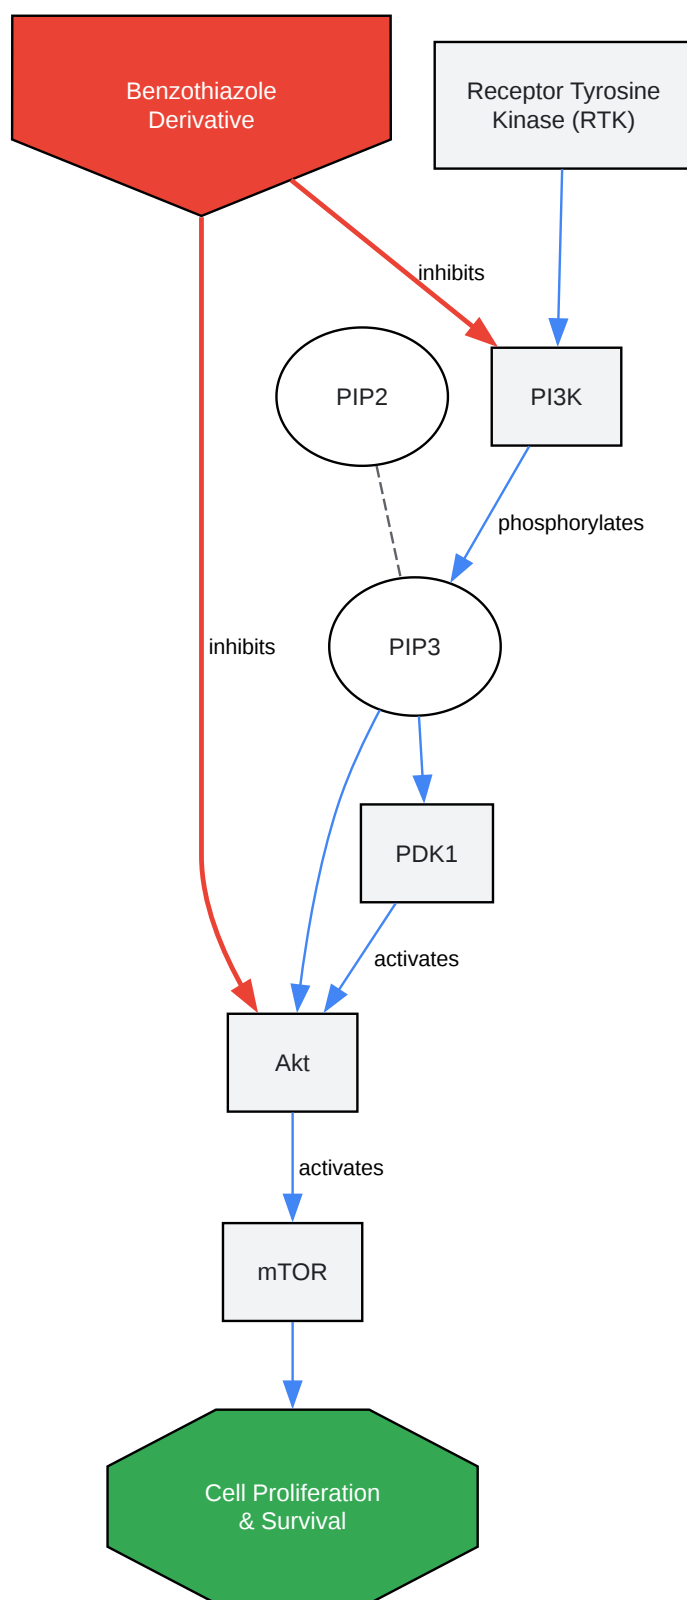 Benzothiazole
Derivative
Receptor Tyrosine
Kinase (RTK)
inhibits
PIP2
PI3K
phosphorylates
inhibits
PIP3
PDK1
activates
Akt
activates
mTOR
Cell Proliferation
& Survival